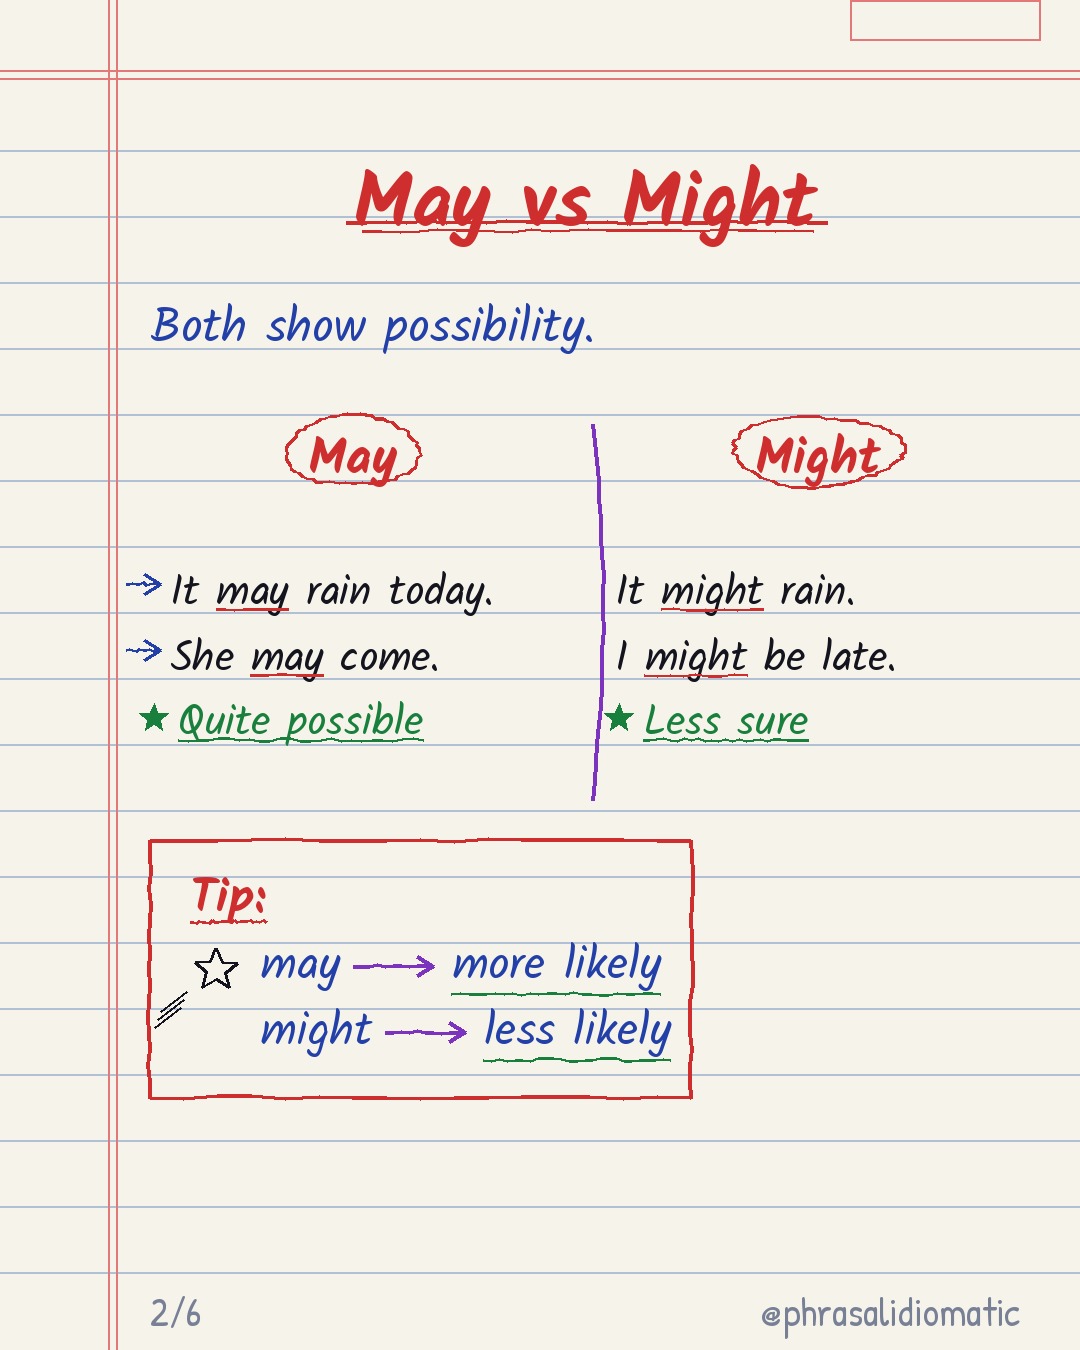 May vs Might
Both show possibility.
May
It may rain today.
She may come.
Quite possible
Might
It might rain.
I might be late.
Less sure
Tip:
may → more likely
might → less likely
2/6
@phrasalidiomatic